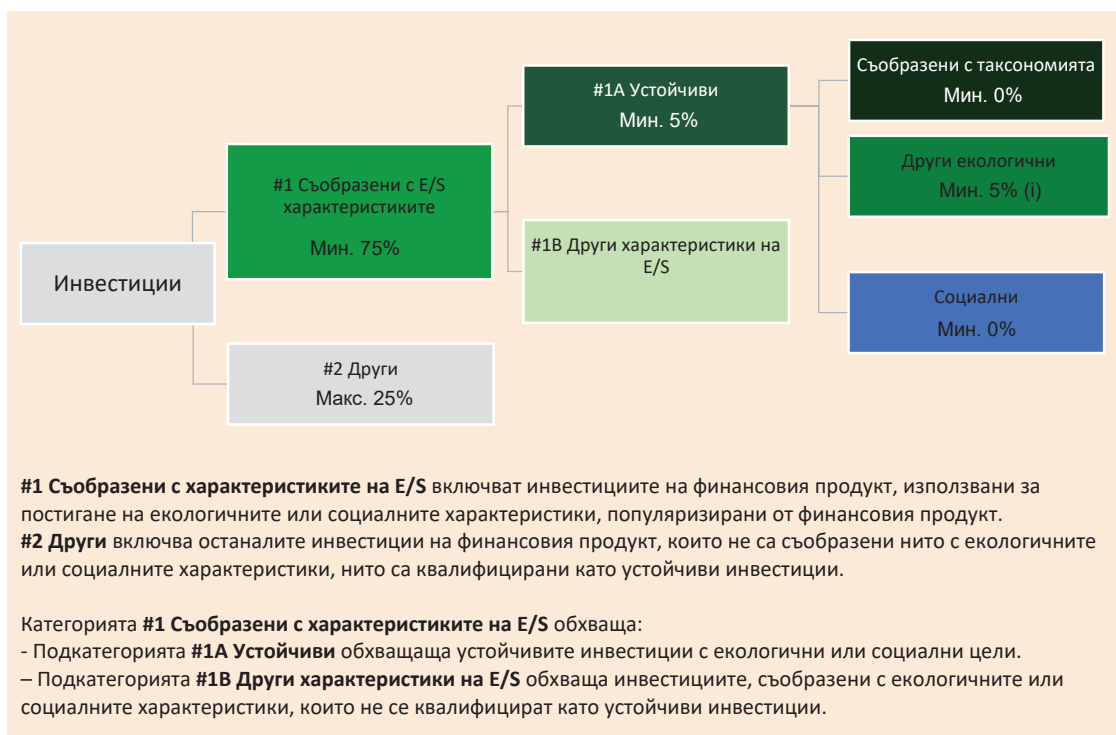 Инвестиции
#1 Съобразени с E/S
характеристиките
Мин. 75%
#2 Други
Макс. 25%
#1A Устойчиви
Мин. 5%
#1B Други характеристики на
E/S
Съобразени с таксономията
Мин. 0%
Други екологични
Мин. 5% (i)
Социални
Мин. 0%
#1 Съобразени с характеристиките на E/S включват инвестициите на финансовия продукт, използвани за
постигане на екологичните или социалните характеристики, популяризирани от финансовия продукт.
#2 Други включва останалите инвестиции на финансовия продукт, които не са съобразени нито с екологичните
или социалните характеристики, нито са квалифицирани като устойчиви инвестиции.
Категорията #1 Съобразени с характеристиките на E/S обхваща:
- Подкатегорията #1A Устойчиви обхващаща устойчивите инвестиции с екологични или социални цели.
– Подкатегорията #1B Други характеристики на E/S обхваща инвестициите, съобразени с екологичните или
социалните характеристики, които не се квалифицират като устойчиви инвестиции.